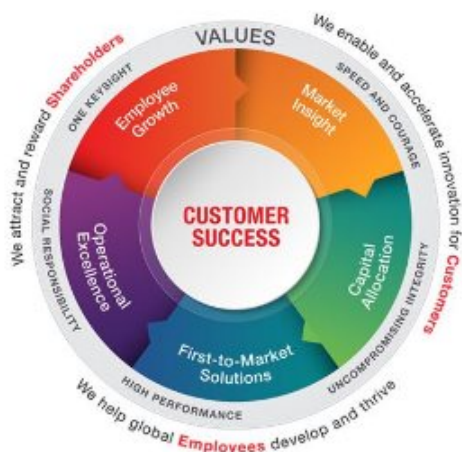 VALUES
ONE KEYSIGHT
SPEED AND COURAGE
UNCOMPROMISING INTEGRITY
HIGH PERFORMANCE
SOCIAL RESPONSIBILITY
Employee
Growth
Market
Insight
Capital
Allocation
First-to-Market
Solutions
Operational
Excellence
CUSTOMER
SUCCESS
We attract and reward Shareholders
We enable and accelerate innovation for Customers
We help global Employees develop and thrive